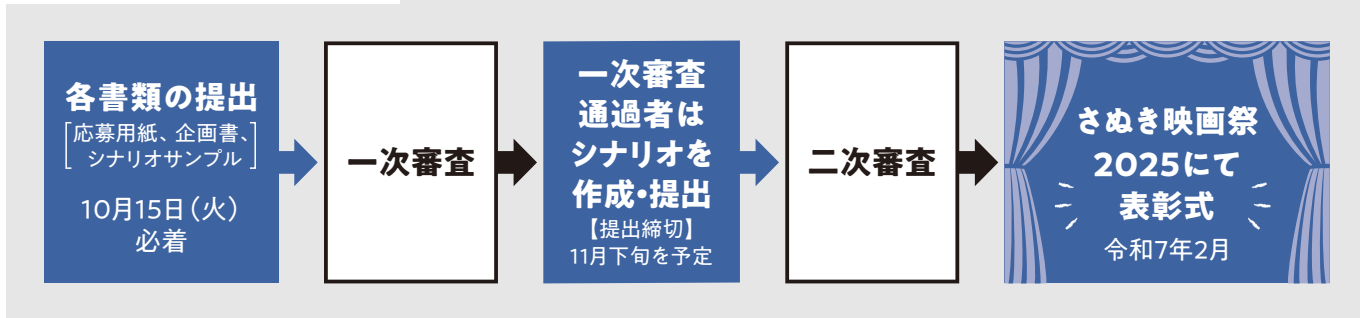 各書類の提出
[応募用紙、企画書、
シナリオサンプル]
10月15日（火）
必着
一次審査
一次審査
通過者は
シナリオを
作成・提出
【提出締切】
11月下旬を予定
二次審査
さぬき映画祭
2025にて
表彰式
令和7年2月